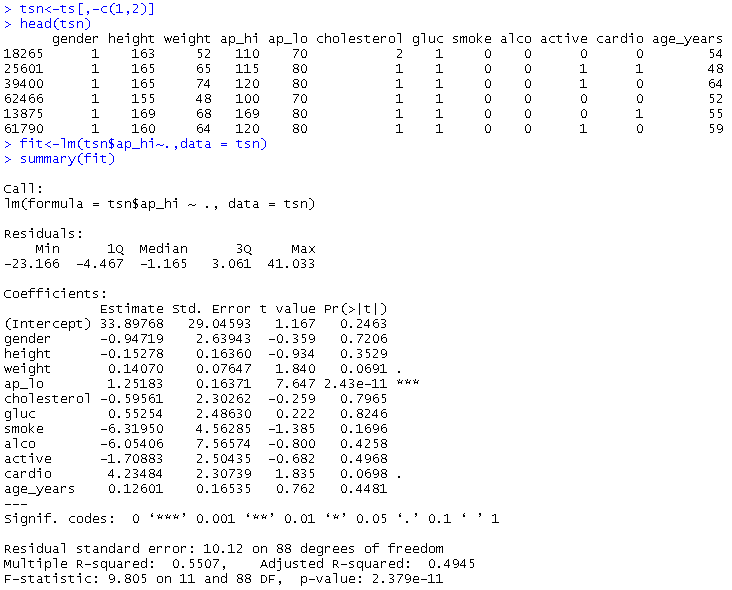 > tsn<-ts[,-c(1,2)]
> head(tsn)
gender height weight ap_hi ap_lo cholesterol gluc smoke alco active cardio age_years
18265 1 163 52 110 70 2 1 0 0 0 0 54
25601 1 165 65 115 80 1 1 0 0 1 1 48
39400 1 165 74 120 80 1 1 0 0 1 0 64
62466 1 155 48 100 70 1 1 0 0 0 0 52
13875 1 169 68 169 80 1 1 0 0 0 1 55
61790 1 160 64 120 80 1 1 0 0 1 0 59
> fit<-lm(tsn$ap_hi~.,data = tsn)
> summary(fit)
Call:
lm(formula = tsn$ap_hi ~ ., data = tsn)
Residuals:
Min 1Q Median 3Q Max
-23.166 -4.467 -1.165 3.061 41.033
Coefficients:
Estimate Std. Error t value Pr(>|t|)
(Intercept) 33.89768 29.04593 1.167 0.2463
gender -0.94719 2.63943 -0.359 0.7206
height -0.15278 0.16360 -0.934 0.3529
weight 0.14070 0.07647 1.840 0.0691 .
ap_lo 1.25183 0.16371 7.647 2.43e-11 ***
cholesterol -0.59561 2.30262 -0.259 0.7965
gluc 0.55254 2.48630 0.222 0.8246
smoke -6.31950 4.56285 -1.385 0.1696
alco -6.05406 7.56574 -0.800 0.4258
active -1.70883 2.50435 -0.682 0.4968
cardio 4.23484 2.30739 1.835 0.0698 .
age_years 0.12601 0.16535 0.762 0.4481
---
Signif. codes: 0 ‘***’ 0.001 ‘**’ 0.01 ‘*’ 0.05 ‘.’ 0.1 ‘ ’ 1
Residual standard error: 10.12 on 88 degrees of freedom
Multiple R-squared: 0.5507, Adjusted R-squared: 0.4945
F-statistic: 9.805 on 11 and 88 DF, p-value: 2.379e-11